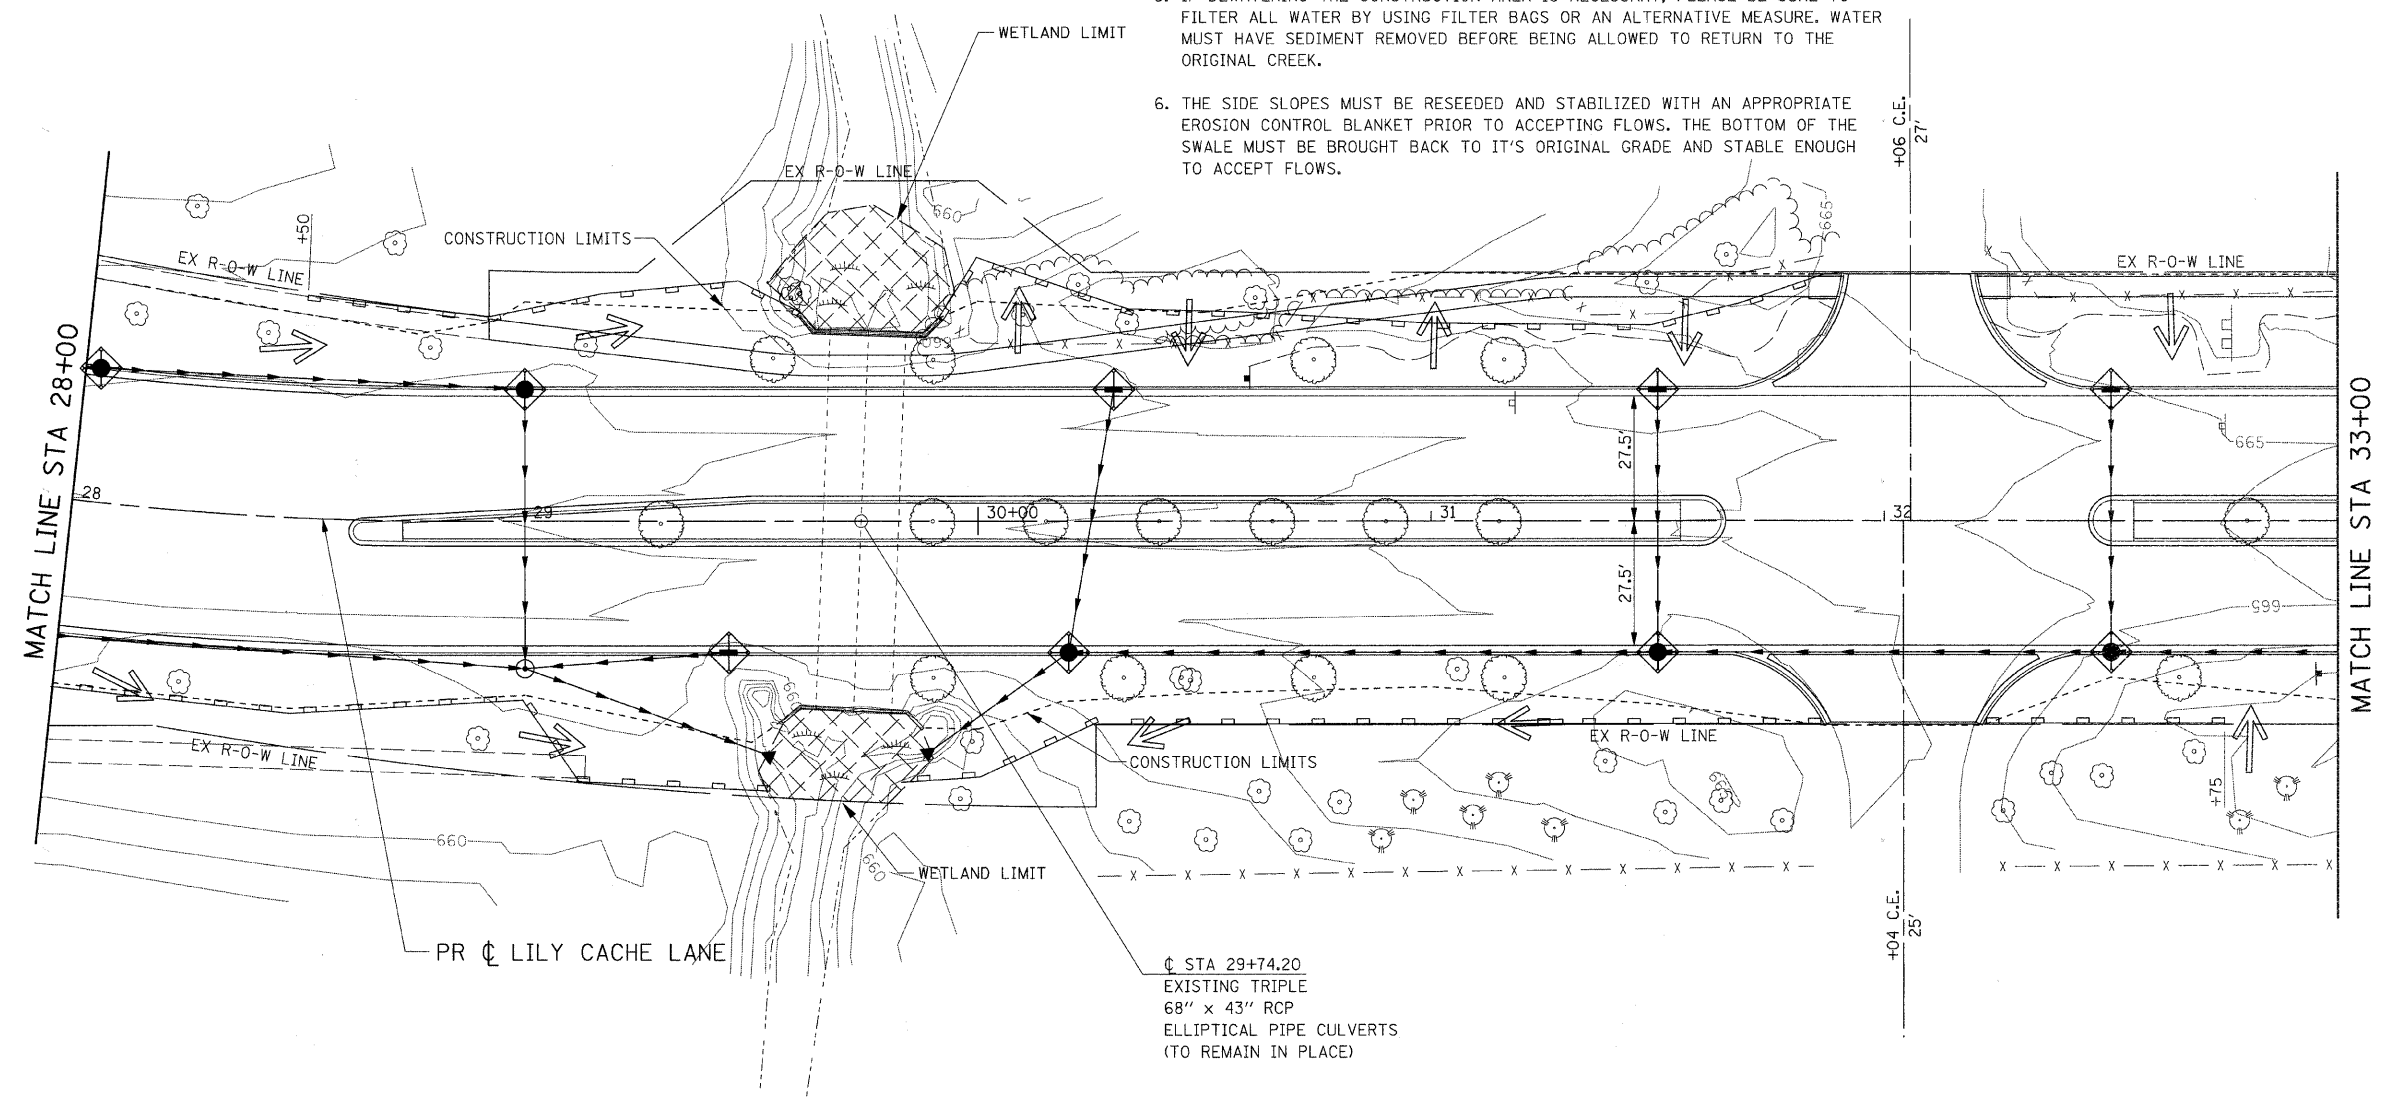 FILTER ALL WATER BY USING FILTER BAGS OR AN ALTERNATIVE MEASURE. WATER
MUST HAVE SEDIMENT REMOVED BEFORE BEING ALLOWED TO RETURN TO THE
ORIGINAL CREEK.
6. THE SIDE SLOPES MUST BE RESEEDED AND STABILIZED WITH AN APPROPRIATE
EROSION CONTROL BLANKET PRIOR TO ACCEPTING FLOWS. THE BOTTOM OF THE
SWALE MUST BE BROUGHT BACK TO IT'S ORIGINAL GRADE AND STABLE ENOUGH
TO ACCEPT FLOWS.
WETLAND LIMIT
+06 C.E.
27'
EX R-O-W LINE
660
665
+50
CONSTRUCTION LIMITS
EX R-O-W LINE
EX R-O-W LINE
660
MATCH LINE STA 28+00
MATCH LINE STA 33+00
27.5'
665
28
29
30+00
31
32
27.5'
665
EX R-O-W LINE
EX R-O-W LINE
CONSTRUCTION LIMITS
+75
660
660
WETLAND LIMIT
+04 C.E.
25'
PR ℄ LILY CACHE LANE
℄ STA 29+74.20
EXISTING TRIPLE
68" x 43" RCP
ELLIPTICAL PIPE CULVERTS
(TO REMAIN IN PLACE)